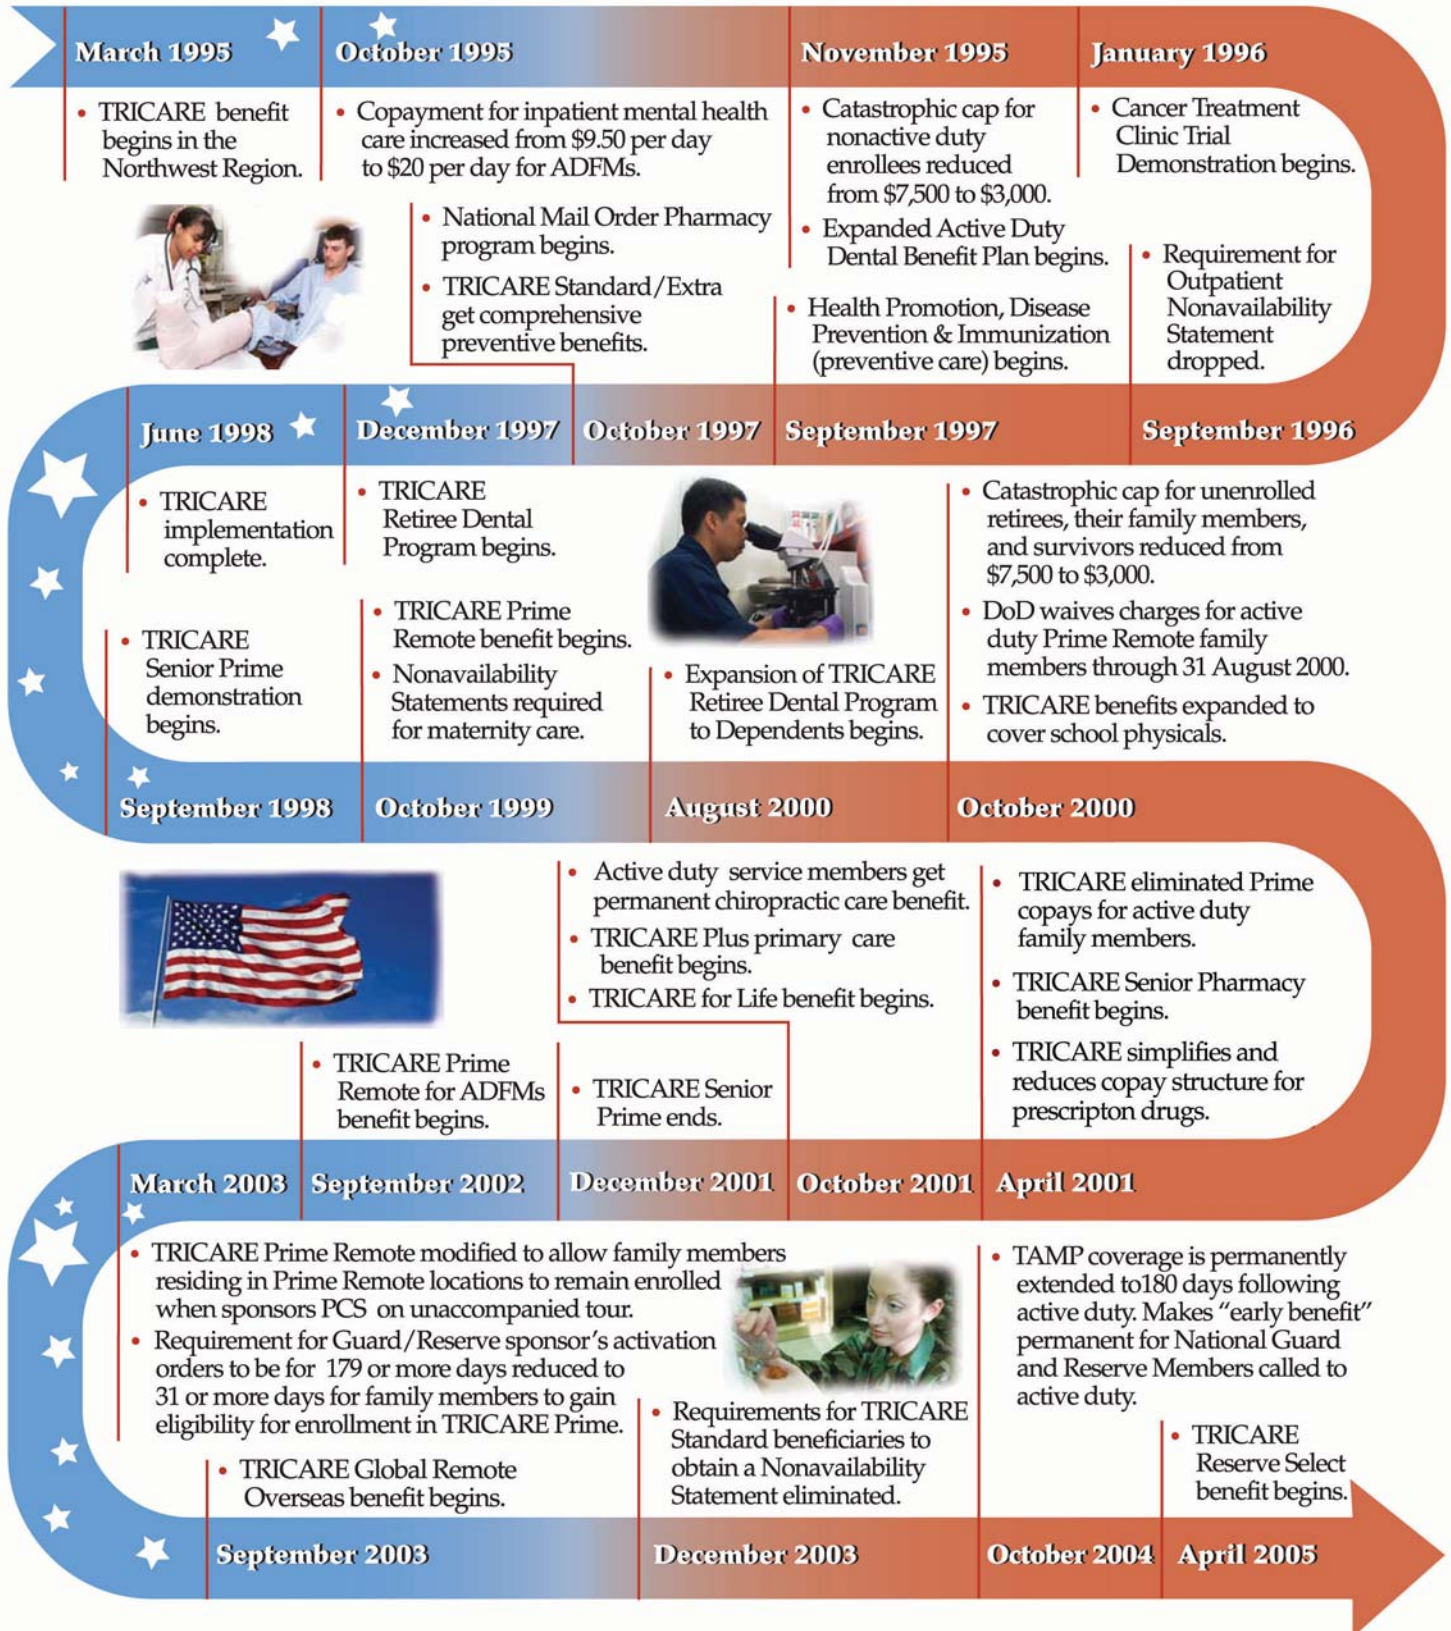 March 1995
• TRICARE benefit
begins in the
Northwest Region.
October 1995
• Copayment for inpatient mental health
care increased from $9.50 per day
to $20 per day for ADFMs.
November 1995
• Catastrophic cap for
nonactive duty
enrollees reduced
from $7,500 to $3,000.
• Expanded Active Duty
Dental Benefit Plan begins.
January 1996
• Cancer Treatment
Clinic Trial
Demonstration begins.
• Requirement for
Outpatient
Nonavailability
Statement
dropped.
September 1996
• Health Promotion, Disease
Prevention & Immunization
(preventive care) begins.
September 1997
• National Mail Order Pharmacy
program begins.
• TRICARE Standard/Extra
get comprehensive
preventive benefits.
October 1997
December 1997
• TRICARE
Retiree Dental
Program begins.
June 1998
• TRICARE
implementation
complete.
• TRICARE
Senior Prime
demonstration
begins.
September 1998
• TRICARE Prime
Remote benefit begins.
• Nonavailability
Statements required
for maternity care.
October 1999
• Expansion of TRICARE
Retiree Dental Program
to Dependents begins.
August 2000
• Catastrophic cap for unenrolled
retirees, their family members,
and survivors reduced from
$7,500 to $3,000.
• DoD waives charges for active
duty Prime Remote family
members through 31 August 2000.
• TRICARE benefits expanded to
cover school physicals.
October 2000
• TRICARE eliminated Prime
copays for active duty
family members.
• TRICARE Senior Pharmacy
benefit begins.
• TRICARE simplifies and
reduces copay structure for
prescripton drugs.
April 2001
• Active duty service members get
permanent chiropractic care benefit.
• TRICARE Plus primary care
benefit begins.
• TRICARE for Life benefit begins.
October 2001
• TRICARE Senior
Prime ends.
December 2001
• TRICARE Prime
Remote for ADFMs
benefit begins.
September 2002
March 2003
• TRICARE Prime Remote modified to allow family members
residing in Prime Remote locations to remain enrolled
when sponsors PCS on unaccompanied tour.
• Requirement for Guard/Reserve sponsor's activation
orders to be for 179 or more days reduced to
31 or more days for family members to gain
eligibility for enrollment in TRICARE Prime.
• TRICARE Global Remote
Overseas benefit begins.
September 2003
• Requirements for TRICARE
Standard beneficiaries to
obtain a Nonavailability
Statement eliminated.
December 2003
• TAMP coverage is permanently
extended to180 days following
active duty. Makes "early benefit"
permanent for National Guard
and Reserve Members called to
active duty.
October 2004
• TRICARE
Reserve Select
benefit begins.
April 2005